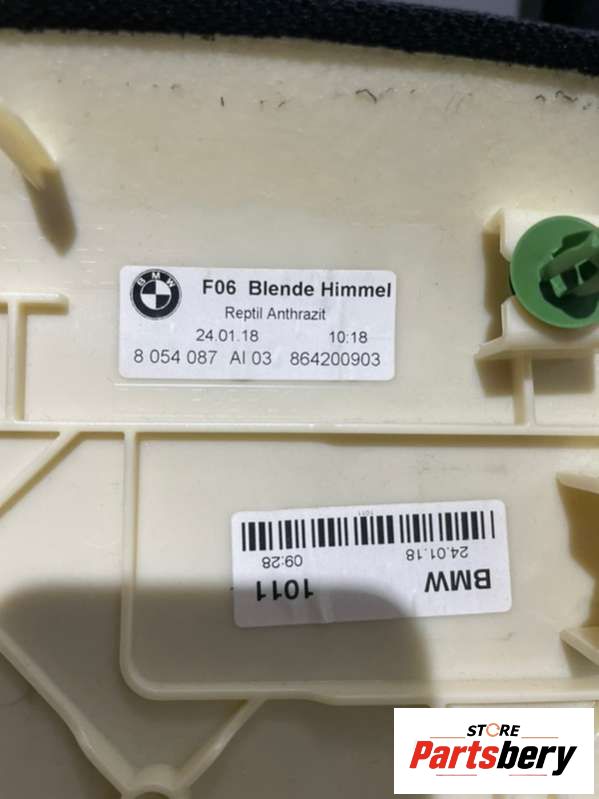 BMW
F06 Blende Himmel
Reptil Anthrazit
24.01.18 10:18
8 054 087 AI 03 864200903
1011
09:28 24.01.18
1011 BMW
STORE
Partsbery